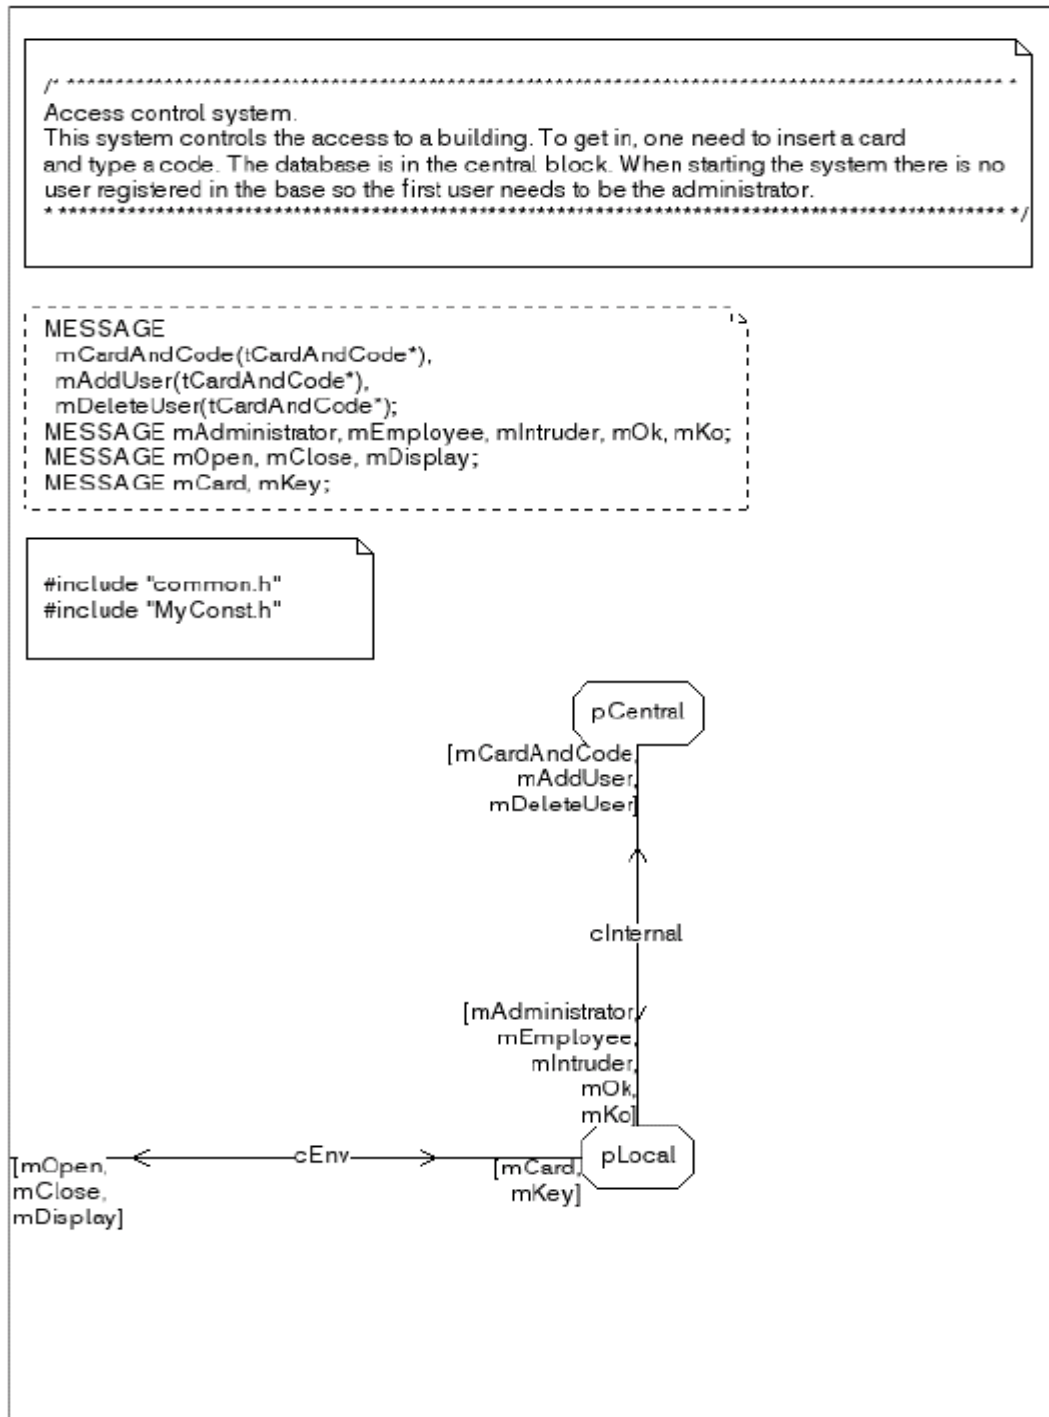 /* **************************************************************************************************** *
Access control system.
This system controls the access to a building. To get in, one need to insert a card
and type a code. The database is in the central block. When starting the system there is no
user registered in the base so the first user needs to be the administrator.
* **************************************************************************************************** */
MESSAGE
mCardAndCode(tCardAndCode*),
mAddUser(tCardAndCode*),
mDeleteUser(tCardAndCode*);
MESSAGE mAdministrator, mEmployee, mIntruder, mOk, mKo;
MESSAGE mOpen, mClose, mDisplay;
MESSAGE mCard, mKey;
#include "common.h"
#include "MyConst.h"
pCentral
[mCardAndCode,
mAddUser,
mDeleteUser]
cInternal
[mAdministrator,
mEmployee,
mIntruder,
mOk,
mKo]
cEnv
pLocal
[mOpen,
mClose,
mDisplay]
[mCard,
mKey]